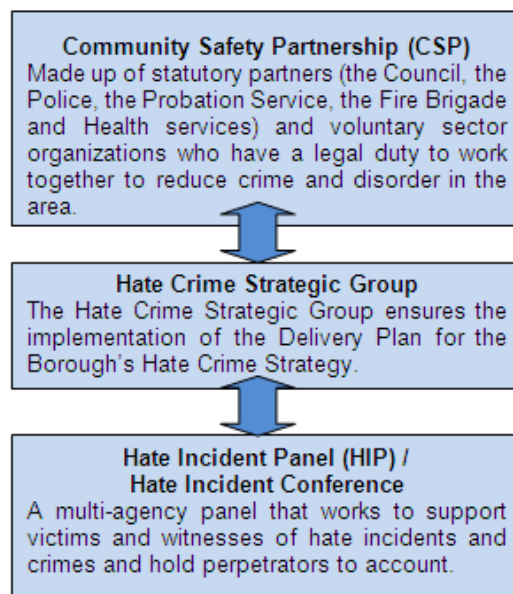 Community Safety Partnership (CSP)
Made up of statutory partners (the Council, the
Police, the Probation Service, the Fire Brigade
and Health services) and voluntary sector
organizations who have a legal duty to work
together to reduce crime and disorder in the
area.
Hate Crime Strategic Group
The Hate Crime Strategic Group ensures the
implementation of the Delivery Plan for the
Borough's Hate Crime Strategy.
Hate Incident Panel (HIP) /
Hate Incident Conference
A multi-agency panel that works to support
victims and witnesses of hate incidents and
crimes and hold perpetrators to account.